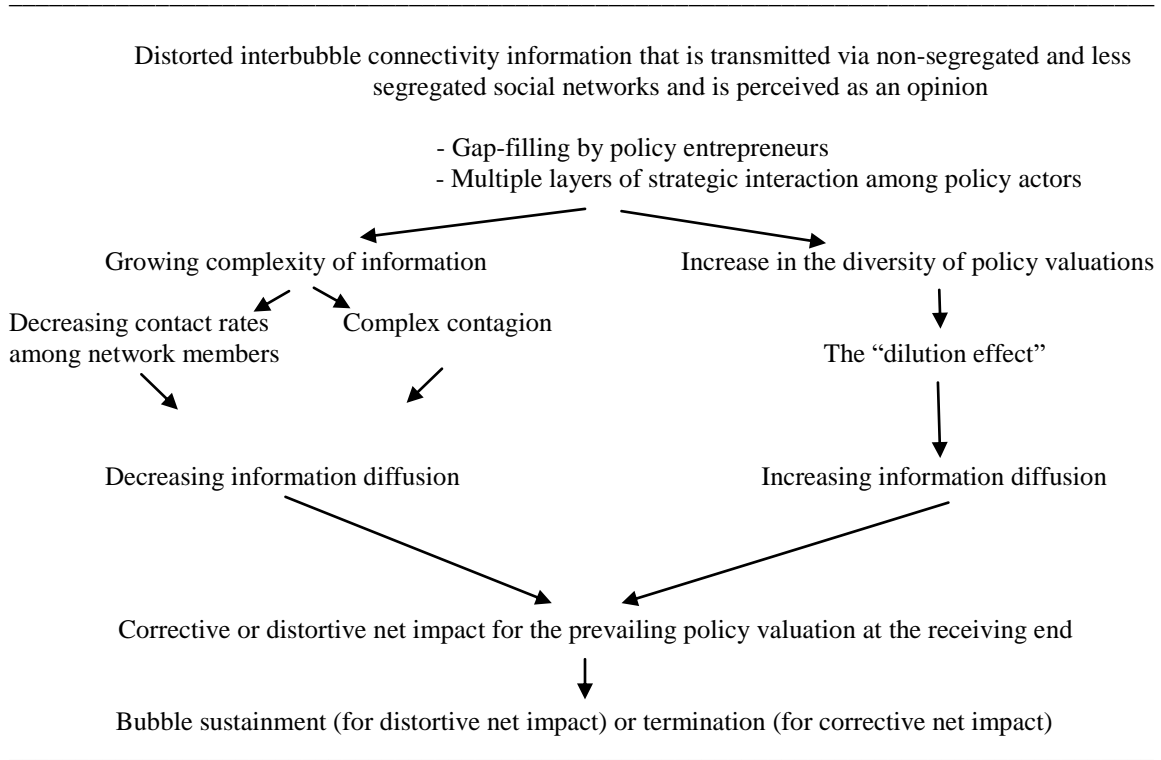 Distorted interbubble connectivity information that is transmitted via non-segregated and less
segregated social networks and is perceived as an opinion
- Gap-filling by policy entrepreneurs
- Multiple layers of strategic interaction among policy actors
Growing complexity of information
Increase in the diversity of policy valuations
Decreasing contact rates
among network members
Complex contagion
The “dilution effect”
Decreasing information diffusion
Increasing information diffusion
Corrective or distortive net impact for the prevailing policy valuation at the receiving end
Bubble sustainment (for distortive net impact) or termination (for corrective net impact)